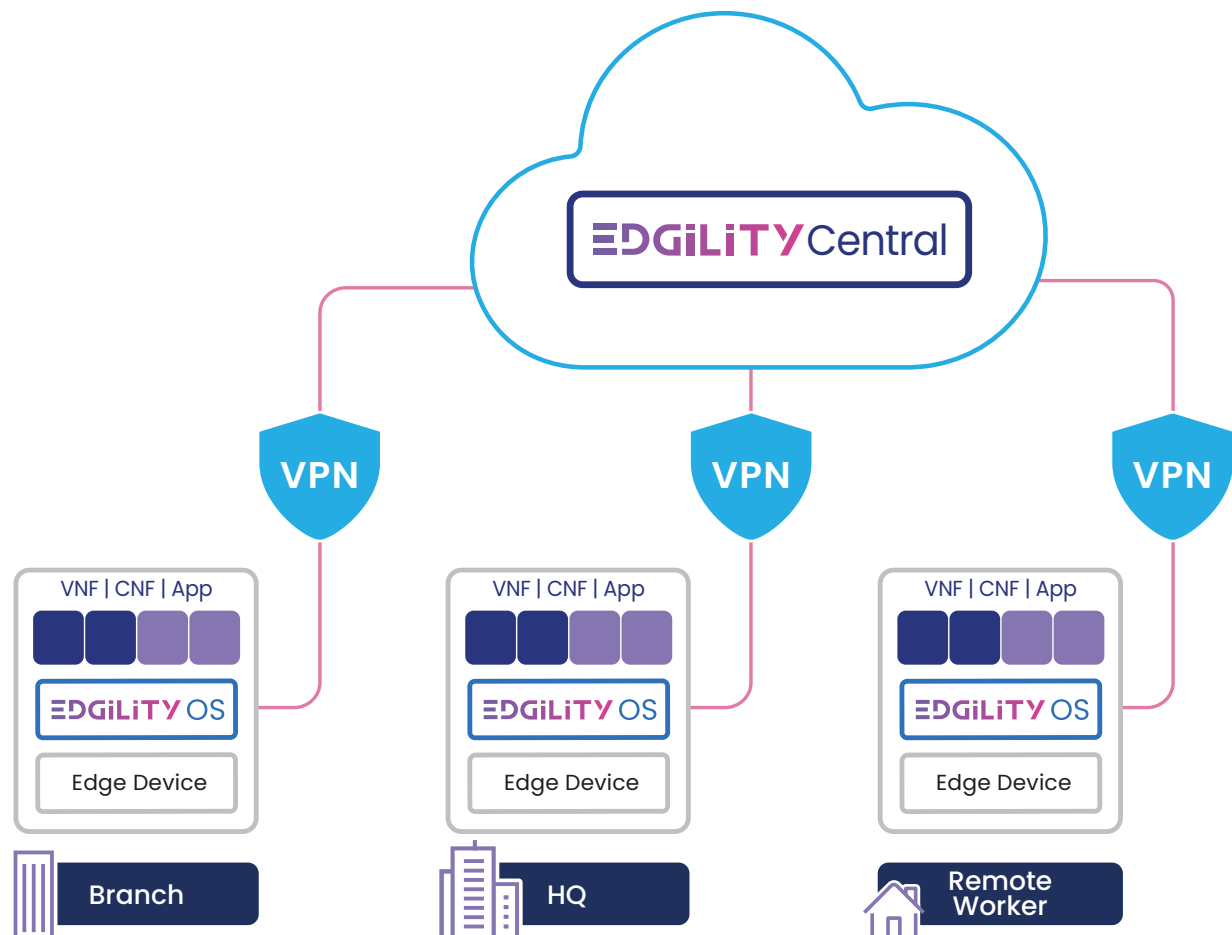 EDGiLiTY Central
VPN
VPN
VPN
VNF | CNF | App
VNF | CNF | App
VNF | CNF | App
EDGiLiTY OS
EDGiLiTY OS
EDGiLiTY OS
Edge Device
Edge Device
Edge Device
Branch
HQ
Remote
Worker